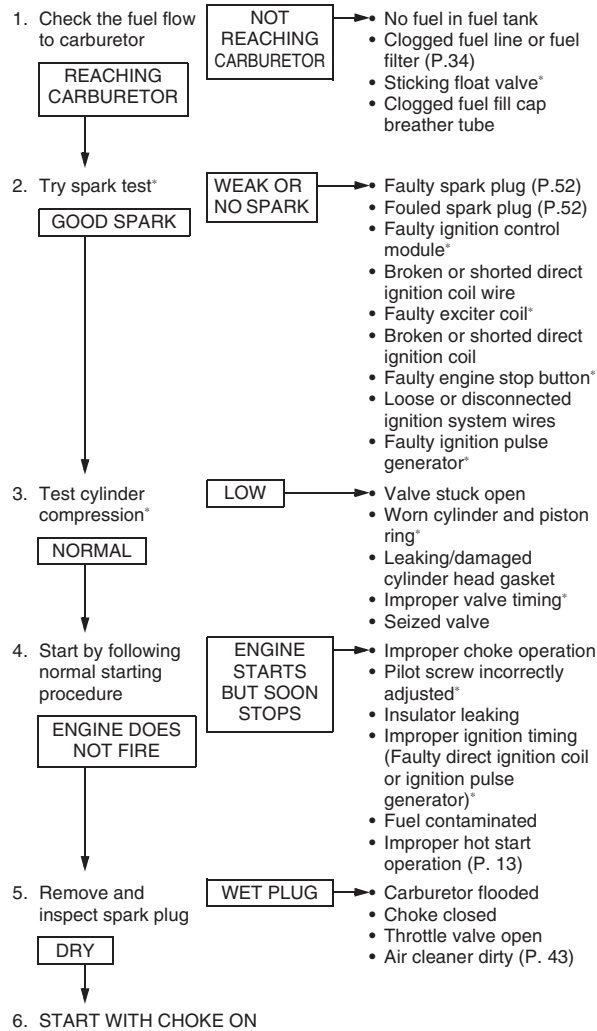 1. Check the fuel flow
to carburetor
REACHING
CARBURETOR
NOT
REACHING
CARBURETOR
• No fuel in fuel tank
• Clogged fuel line or fuel
filter (P.34)
• Sticking float valve*
• Clogged fuel fill cap
breather tube
2. Try spark test*
GOOD SPARK
WEAK OR
NO SPARK
• Faulty spark plug (P.52)
• Fouled spark plug (P.52)
• Faulty ignition control
module*
• Broken or shorted direct
ignition coil wire
• Faulty exciter coil*
• Broken or shorted direct
ignition coil
• Faulty engine stop button*
• Loose or disconnected
ignition system wires
• Faulty ignition pulse
generator*
3. Test cylinder
compression*
NORMAL
LOW
• Valve stuck open
• Worn cylinder and piston
ring*
• Leaking/damaged
cylinder head gasket
• Improper valve timing*
• Seized valve
4. Start by following
normal starting
procedure
ENGINE DOES
NOT FIRE
ENGINE
STARTS
BUT SOON
STOPS
• Improper choke operation
• Pilot screw incorrectly
adjusted*
• Insulator leaking
• Improper ignition timing
(Faulty direct ignition coil
or ignition pulse
generator)*
• Fuel contaminated
• Improper hot start
operation (P. 13)
5. Remove and
inspect spark plug
DRY
WET PLUG
• Carburetor flooded
• Choke closed
• Throttle valve open
• Air cleaner dirty (P. 43)
6. START WITH CHOKE ON